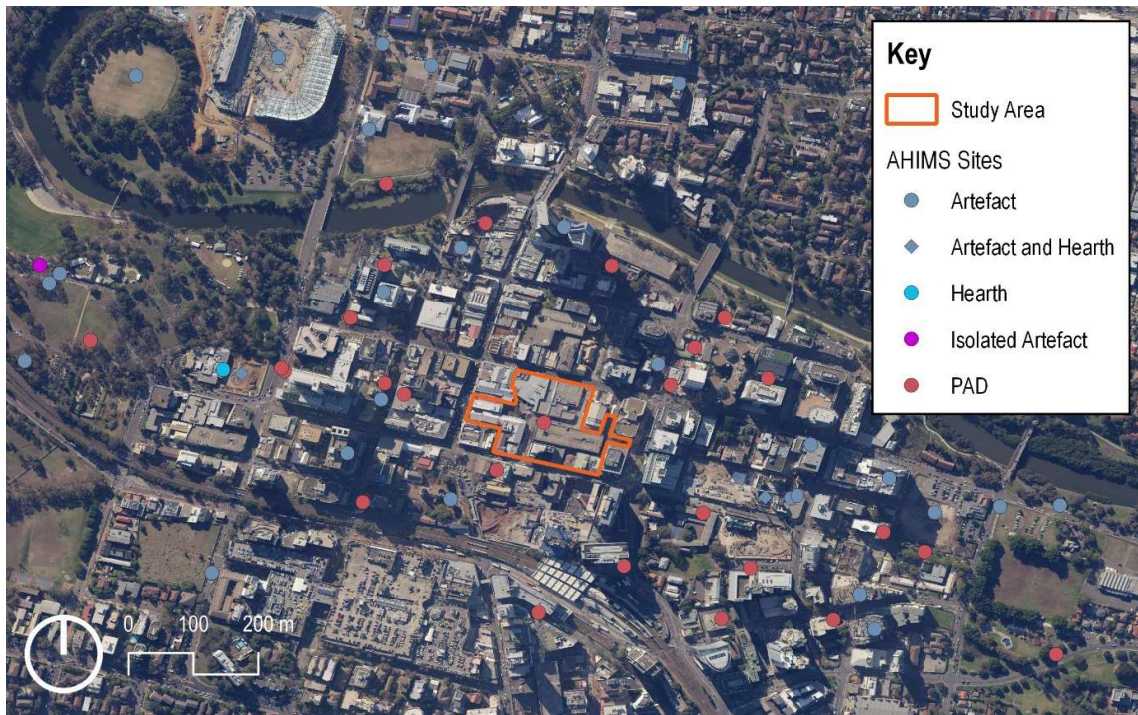 Key
Study Area
AHIMS Sites
Artefact
Artefact and Hearth
Hearth
Isolated Artefact
PAD
0 100 200 m